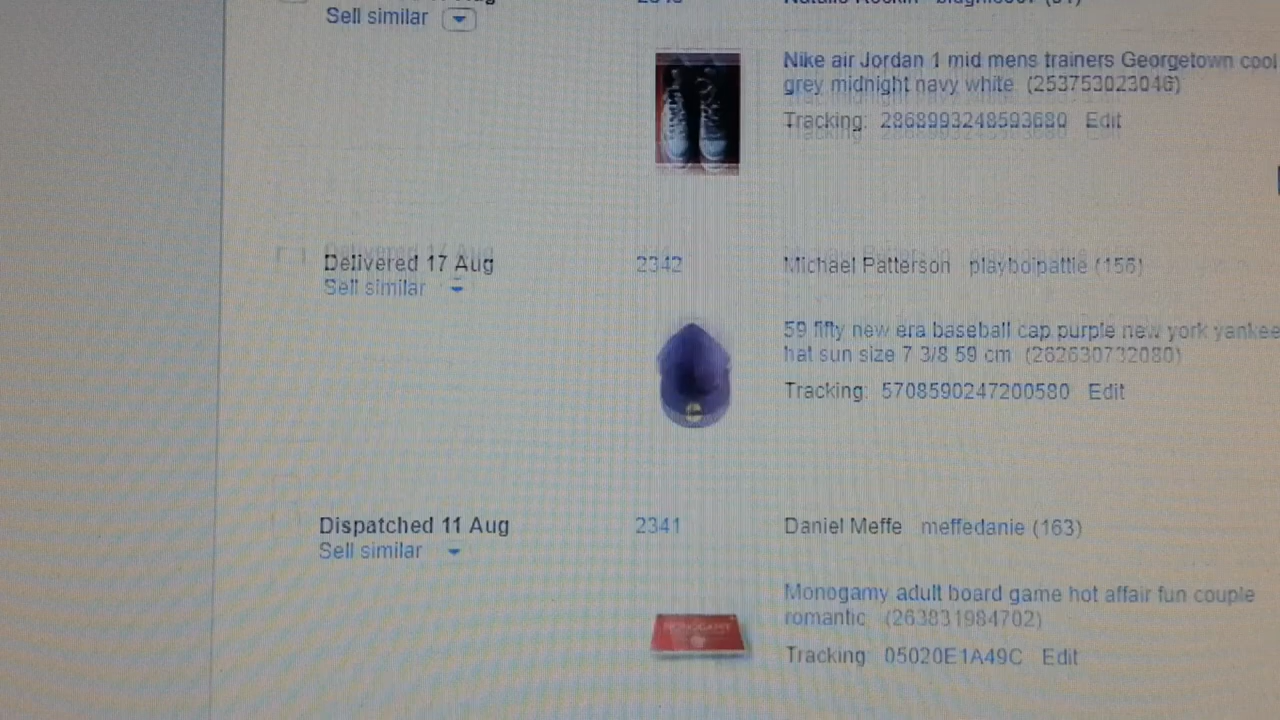 Sell similar
Nike air Jordan 1 mid mens trainers Georgetown cool
grey midnight navy white (253753023046)
Tracking: 2868993248593680 Edit
Delivered 17 Aug 2342 Michael Patterson playboipattie (156)
Sell similar
59 fifty new era baseball cap purple new york yankee
hat sun size 7 3/8 59 cm (262630732080)
Tracking: 5708590247200580 Edit
Dispatched 11 Aug 2341 Daniel Meffe meffedanie (163)
Sell similar
Monogamy adult board game hot affair fun couple
romantic (263831984702)
Tracking 05020E1A49C Edit